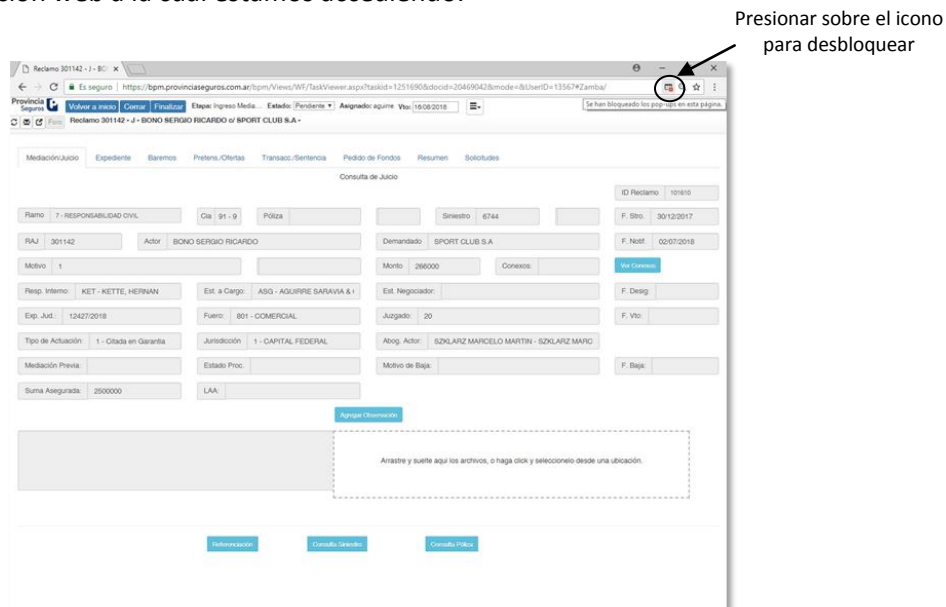 ción web a la cual estamos accediendo?
Presionar sobre el icono
para desbloquear
Reclamo 301142 - J - BO
Es seguro | https://bpm.provinciaseguros.com.ar/bpm/Views/WF/TaskViewer.aspx?taskid=1251690&docid=20469042&mode=&UserID=13567#Zamba/
Provincia Seguros Volver a inicio Cerrar Finalizar Etapa: Ingreso Media... Estado: Pendiente Asignado: aguirre Vto: 16/08/2018
Se han bloqueado los pop-ups en esta página.
Foro Reclamo 301142 - J - BONO SERGIO RICARDO c/ SPORT CLUB S.A -
Mediación/Juicio Expediente Baremos Pretens./Ofertas Transacc./Sentencia Pedido de Fondos Resumen Solicitudes
Consulta de Juicio
ID Reclamo 101610
Ramo 7 - RESPONSABILIDAD CIVIL Cia 91 - 9 Póliza Siniestro 6744 F. Stro. 30/12/2017
RAJ 301142 Actor BONO SERGIO RICARDO Demandado SPORT CLUB S.A F. Notif. 02/07/2018
Motivo 1 Monto 266000 Conexos: Ver Conexos
Resp. Interno: KET - KETTE, HERNAN Est. a Cargo: ASG - AGUIRRE SARAVIA & Est. Negociador: F. Desig:
Exp. Jud.: 12427/2018 Fuero: 801 - COMERCIAL Juzgado: 20 F. Vto:
Tipo de Actuación: 1 - Citada en Garantia Jurisdicción 1 - CAPITAL FEDERAL Abog. Actor: SZKLARZ MARCELO MARTIN - SZKLARZ MARC
Mediación Previa: Estado Proc. Motivo de Baja: F. Baja:
Suma Asegurada: 2500000 LAA:
Agregar Observación
Arrastre y suelte aqui los archivos, o haga click y seleccionelo desde una ubicación.
Referenciación Consulta Siniestro Consulta Póliza